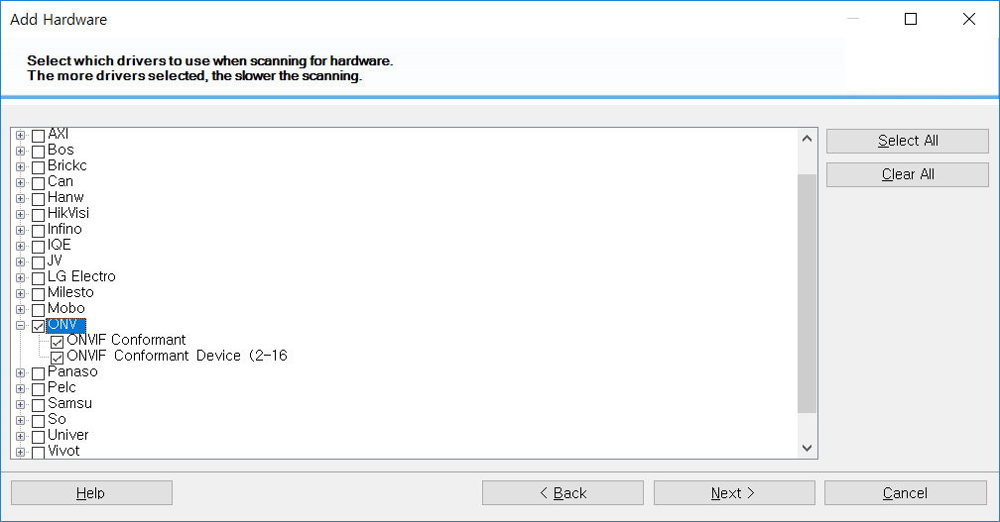 Add Hardware
Select which drivers to use when scanning for hardware.
The more drivers selected, the slower the scanning.
AXI
Bos
Brickc
Can
Hanw
HikVisi
Infino
IQE
JV
LG Electro
Milesto
Mobo
ONV
ONVIF Conformant
ONVIF Conformant Device (2-16
Panaso
Pelc
Samsu
So
Univer
Vivot
Select All
Clear All
Help
< Back
Next >
Cancel